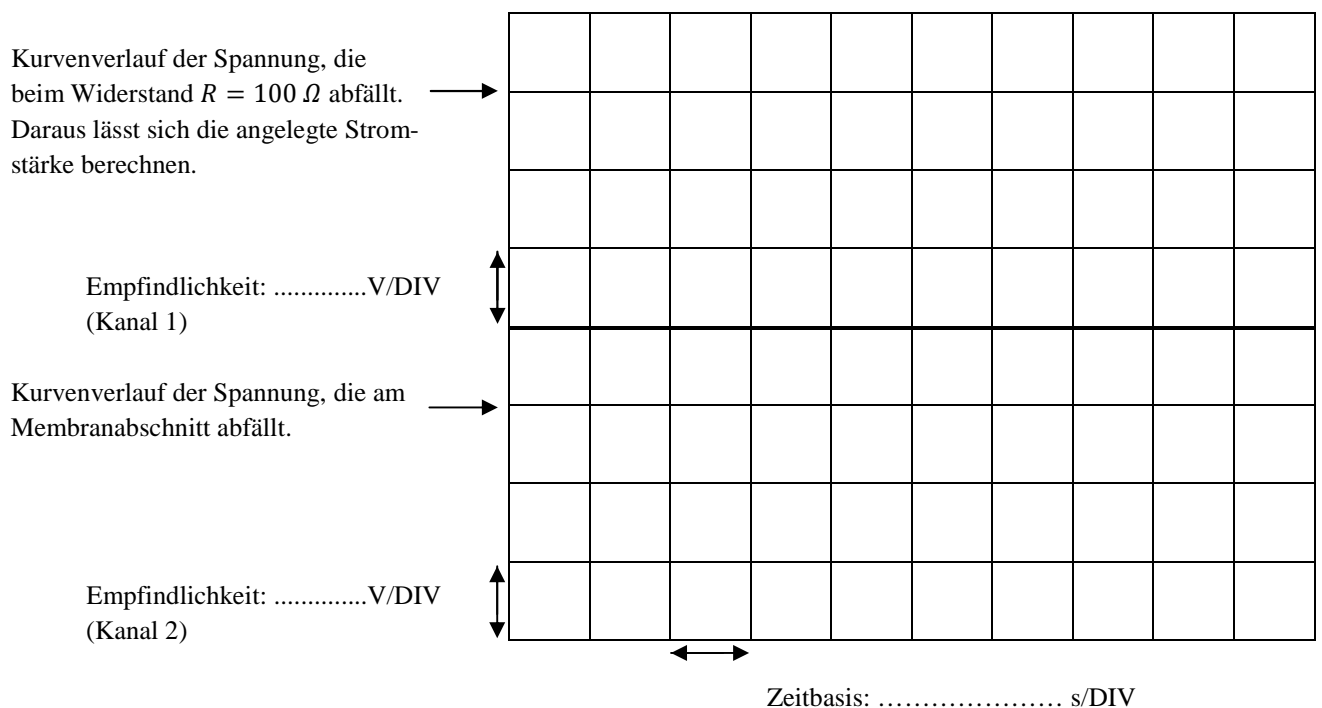 Kurvenverlauf der Spannung, die
beim Widerstand 𝑅 = 100 𝛺 abfällt.
Daraus lässt sich die angelegte Strom-
stärke berechnen.
Empfindlichkeit: ..............V/DIV
(Kanal 1)
Kurvenverlauf der Spannung, die am
Membranabschnitt abfällt.
Empfindlichkeit: ..............V/DIV
(Kanal 2)
Zeitbasis: ………………… s/DIV